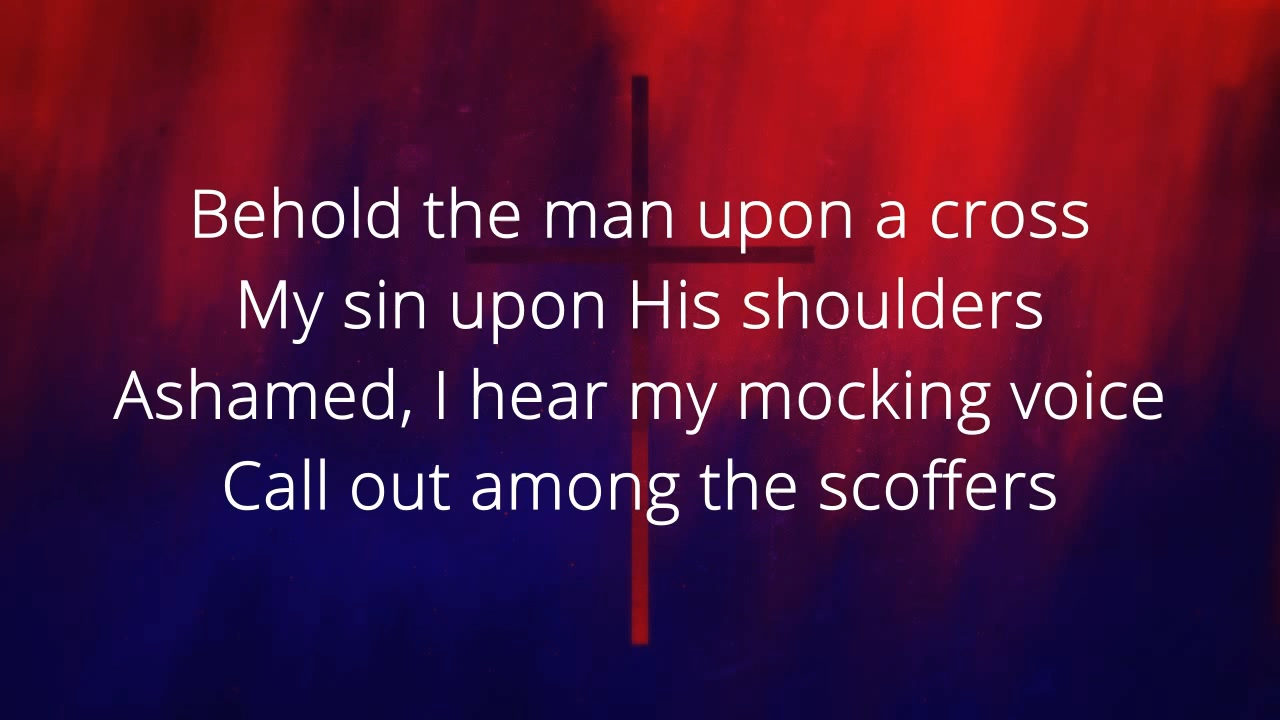 Behold the man upon a cross
My sin upon His shoulders
Ashamed, I hear my mocking voice
Call out among the scoffers